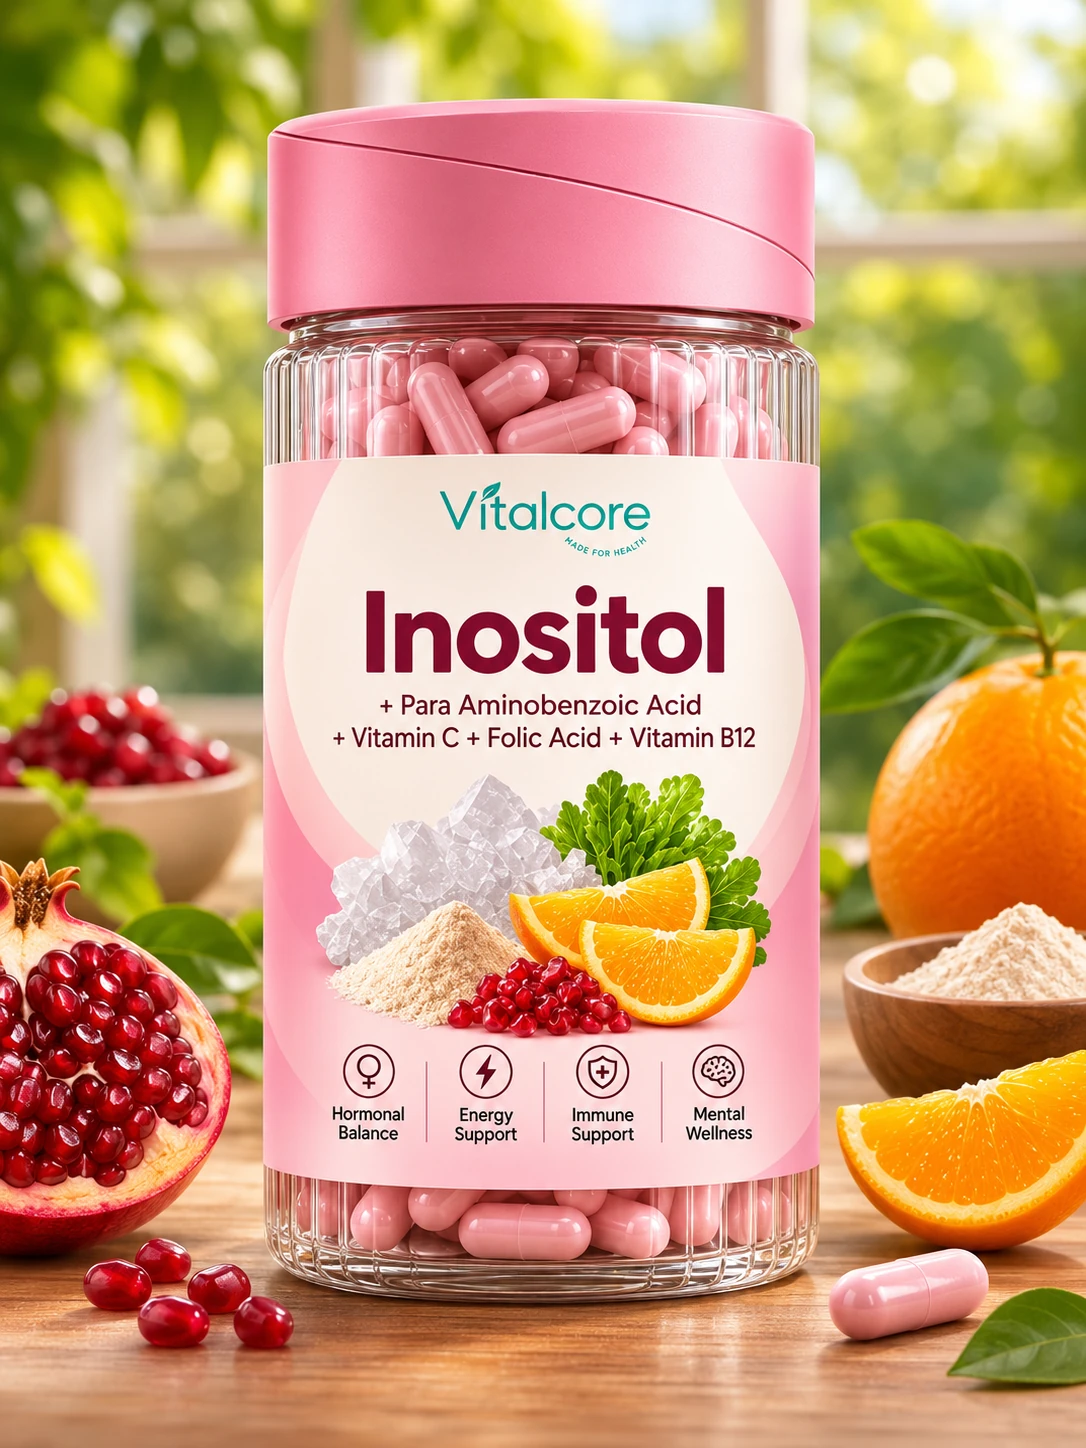 Vitalcore
MADE FOR HEALTH
Inositol
+ Para Aminobenzoic Acid
+ Vitamin C + Folic Acid + Vitamin B12
Hormonal Balance
Energy Support
Immune Support
Mental Wellness